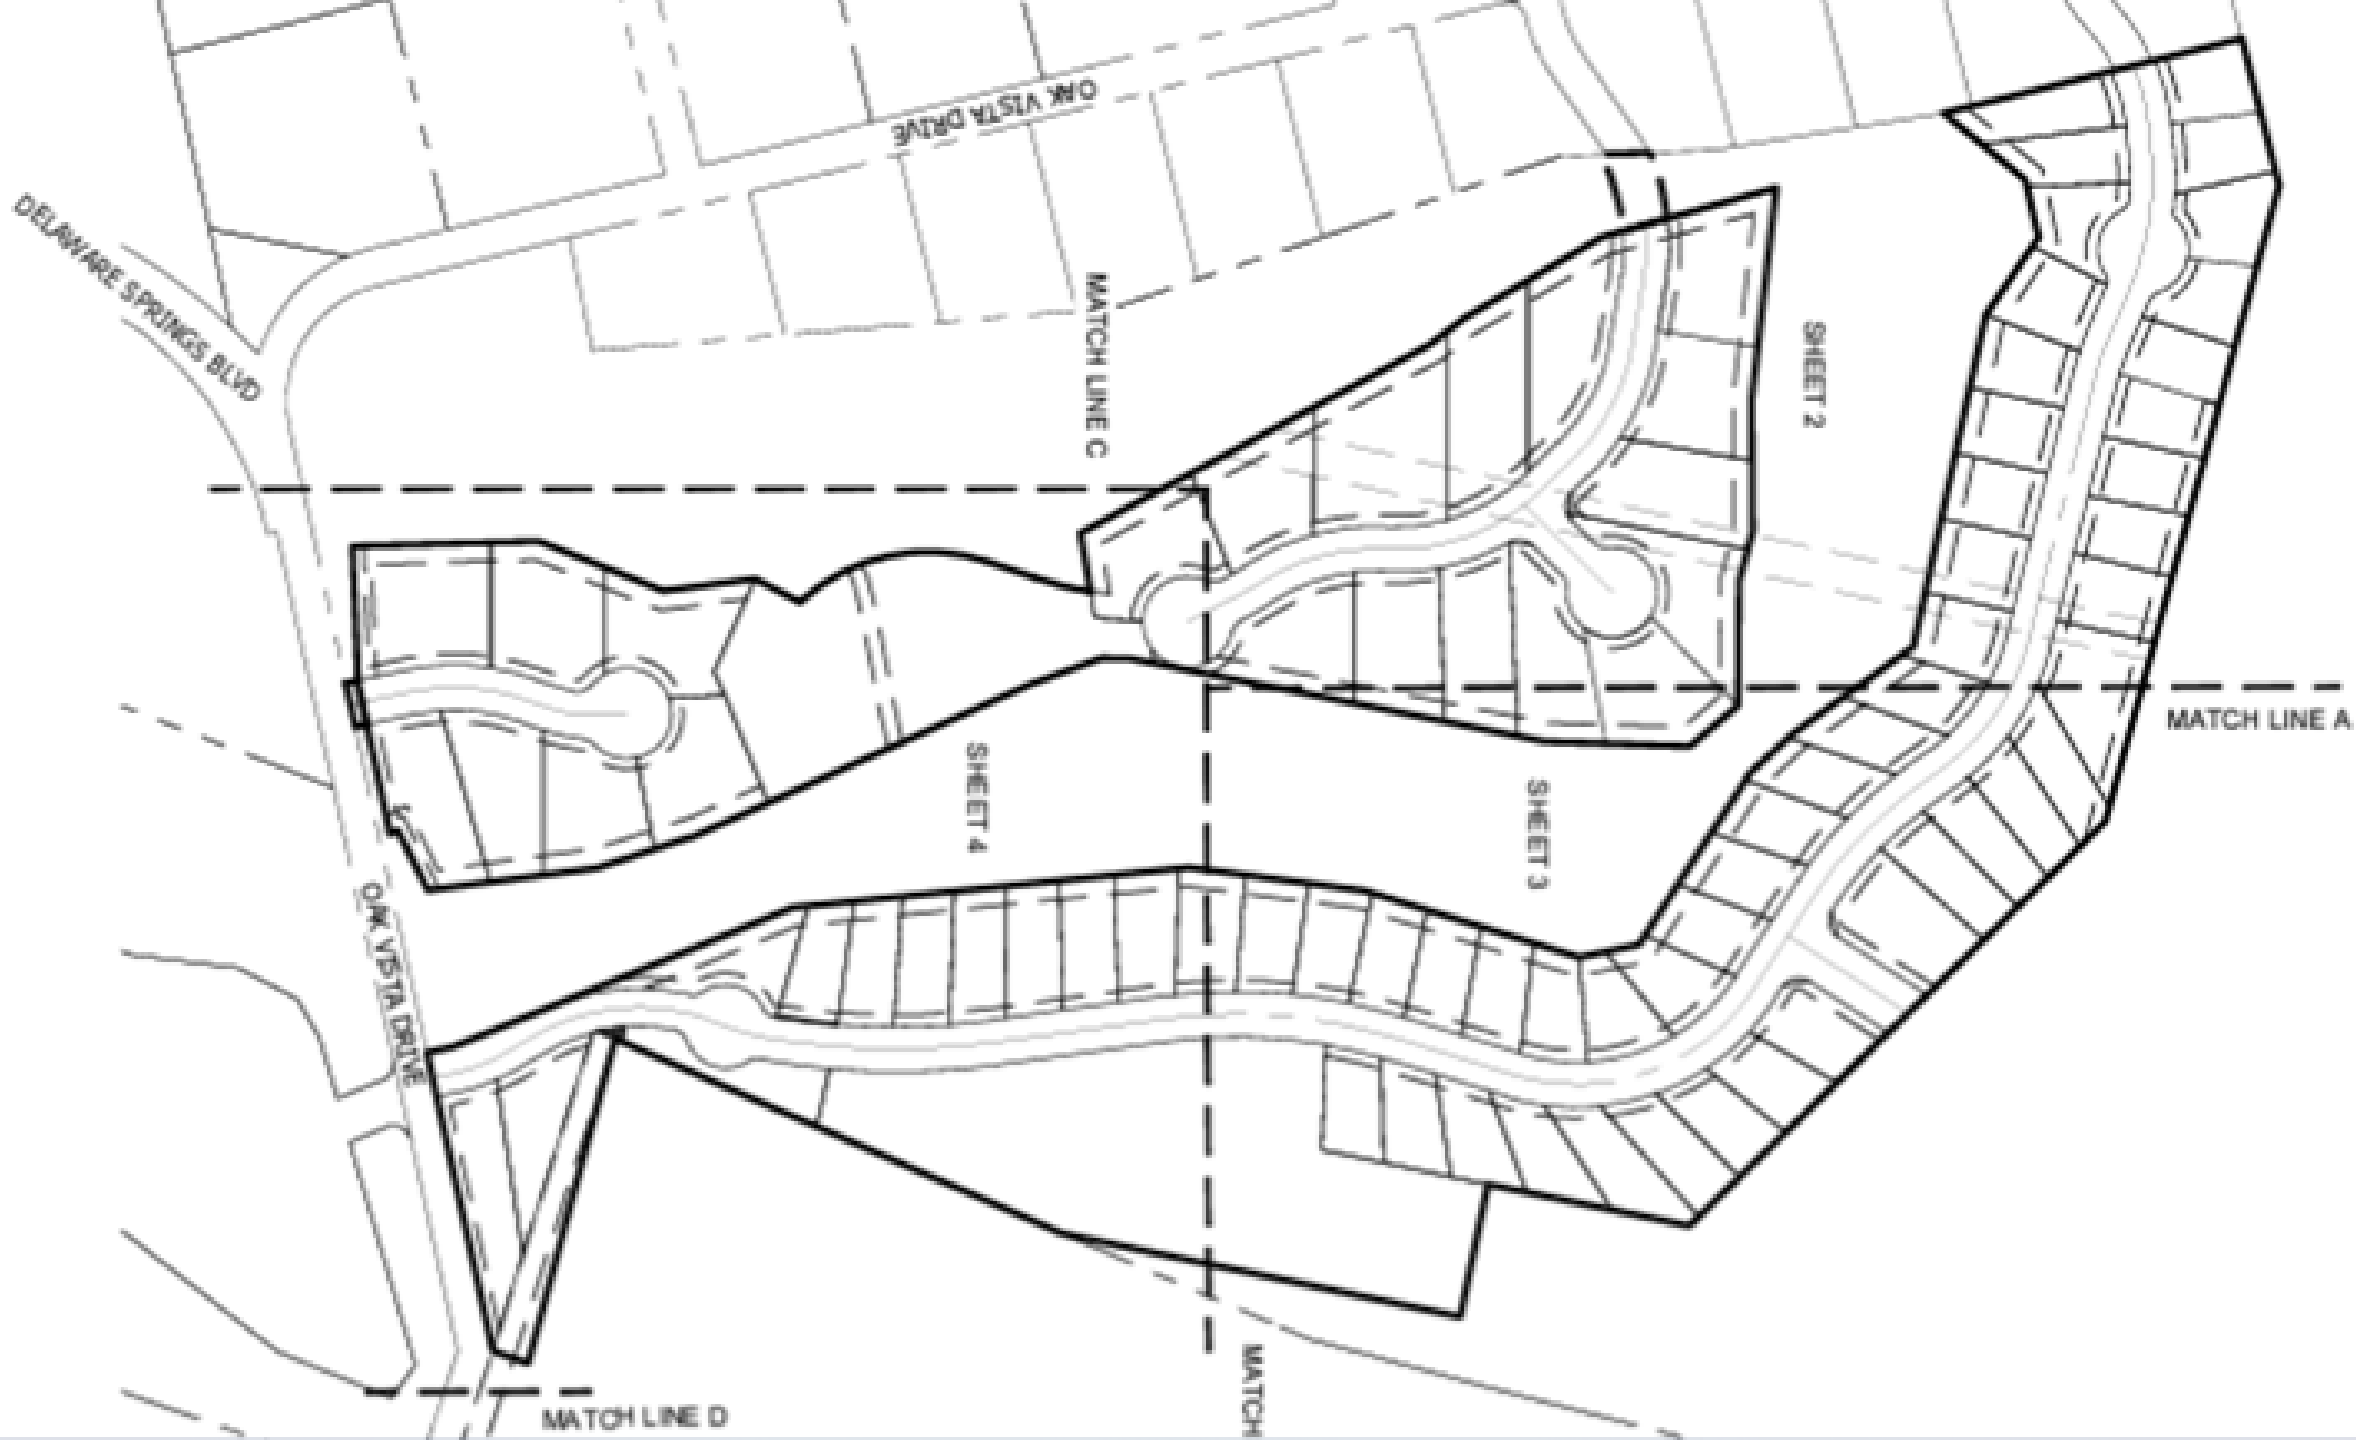 OAK VISTA DRIVE
DELAWARE SPRINGS BLVD
MATCH LINE C
SHEET 2
MATCH LINE A
SHEET 4
SHEET 3
OAK VISTA DRIVE
MATCH
MATCH LINE D